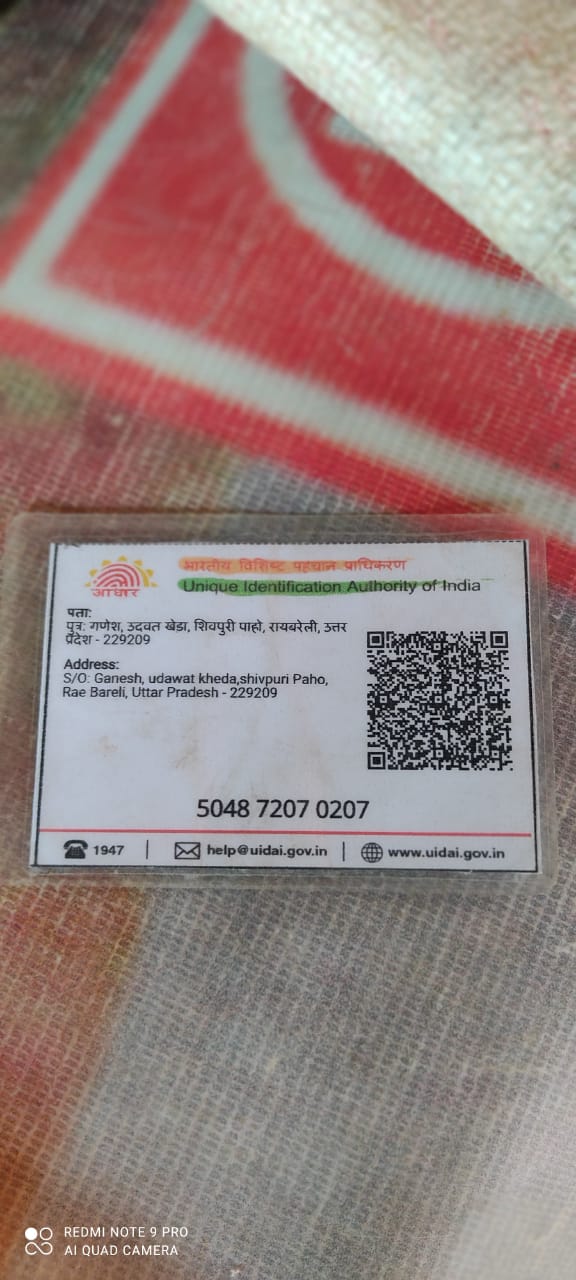 आधार
भारतीय विशिष्ट पहचान प्राधिकरण
Unique Identification Authority of India
पता:
पुत्र: गणेश, उदवत खेडा, शिवपुरी पाहो, रायबरेली, उत्तर
प्रदेश - 229209
Address:
S/O: Ganesh, udawat kheda,shivpuri Paho,
Rae Bareli, Uttar Pradesh - 229209
5048 7207 0207
1947 | help@uidai.gov.in | www.uidai.gov.in
REDMI NOTE 9 PRO
AI QUAD CAMERA